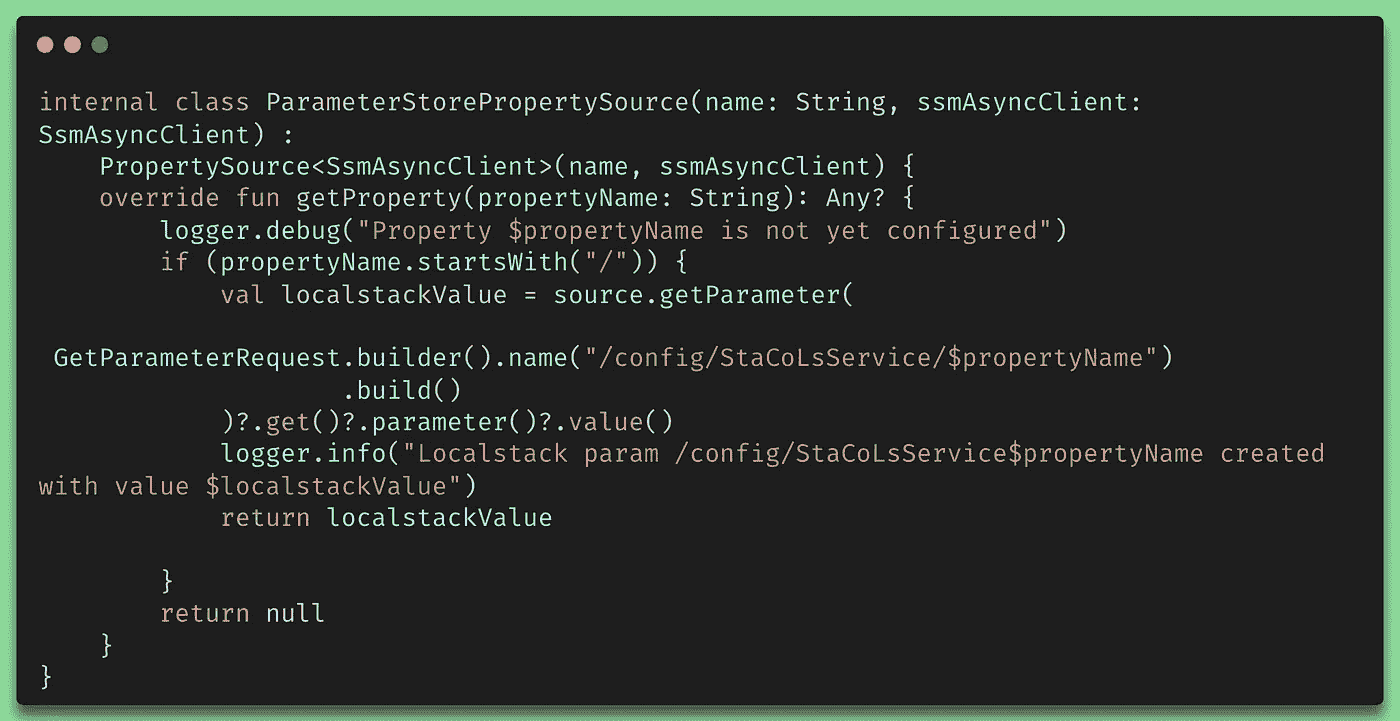 internal class ParameterStorePropertySource(name: String, ssmAsyncClient:
SsmAsyncClient) :
    PropertySource<SsmAsyncClient>(name, ssmAsyncClient) {
    override fun getProperty(propertyName: String): Any? {
        logger.debug("Property $propertyName is not yet configured")
        if (propertyName.startsWith("/")) {
            val localstackValue = source.getParameter(
 GetParameterRequest.builder().name("/config/StaCoLsService/$propertyName")
                    .build()
            )?.get()?.parameter()?.value()
            logger.info("Localstack param /config/StaCoLsService$propertyName created
with value $localstackValue")
            return localstackValue
        }
        return null
    }
}